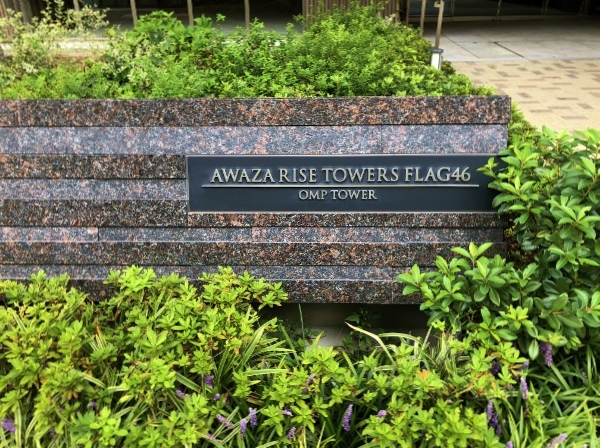 AWAZA RISE TOWERS FLAG46
OMP TOWER